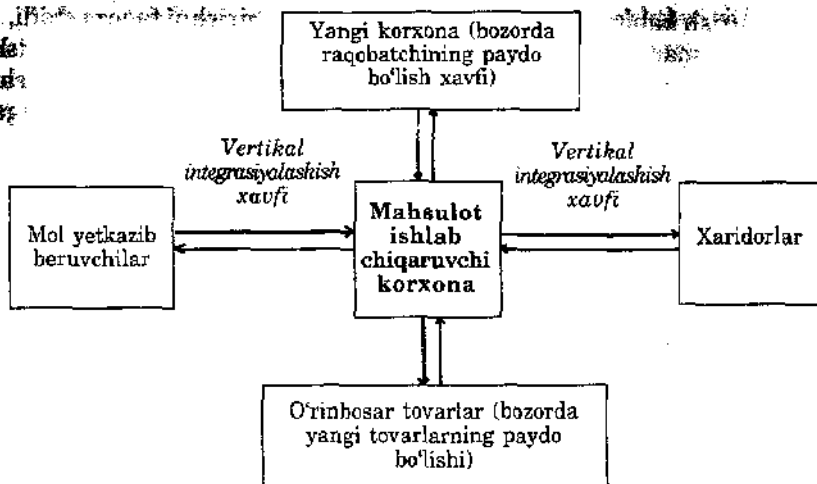 Yangi korxona (bozorda
raqobatchining paydo
bo‘lish xavfi)
Vertikal
integrasiyalashish
xavfi
Vertikal
integrasiyalashish
xavfi
Mol yetkazib
beruvchilar
Mahsulot
ishlab
chiqaruvchi
korxona
Xaridorlar
O‘rinbosar tovarlar (bozorda
yangi tovarlarning paydo
bo‘lishi)